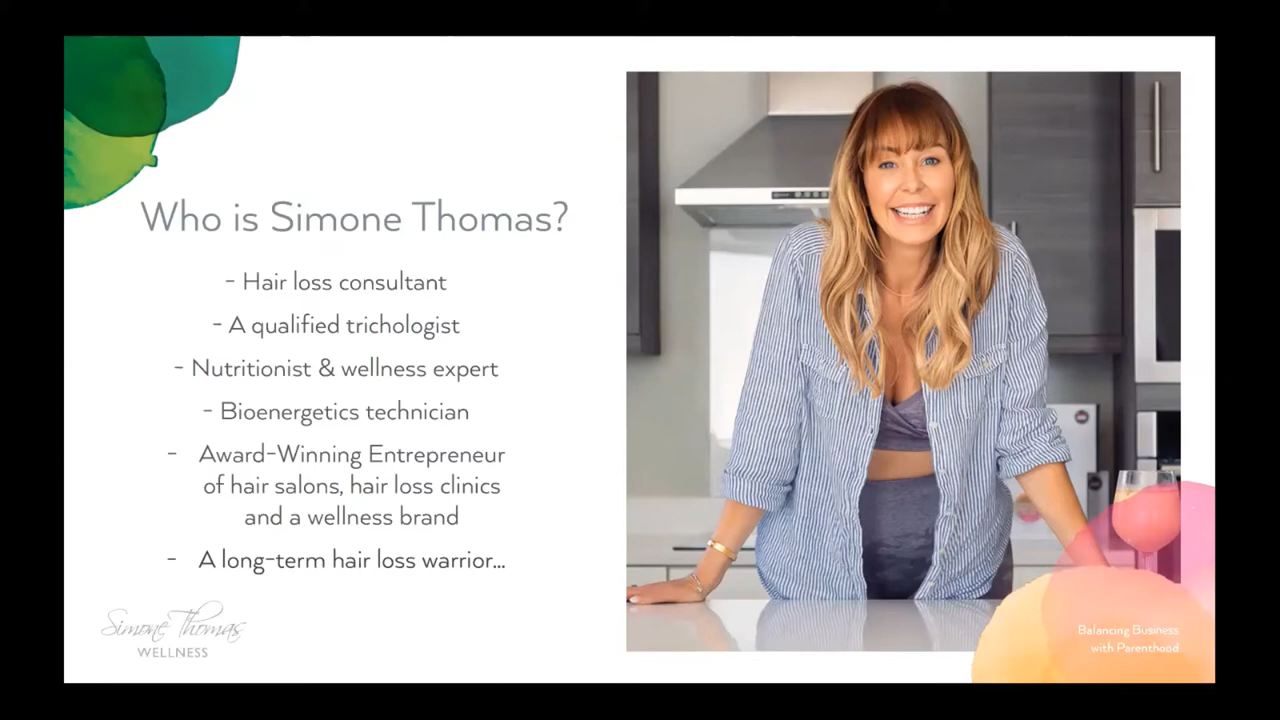 Who is Simone Thomas?
- Hair loss consultant
- A qualified trichologist
- Nutritionist & wellness expert
- Bioenergetics technician
- Award-Winning Entrepreneur
of hair salons, hair loss clinics
and a wellness brand
- A long-term hair loss warrior...
Simone Thomas
WELLNESS
Balancing Business
with Parenthood